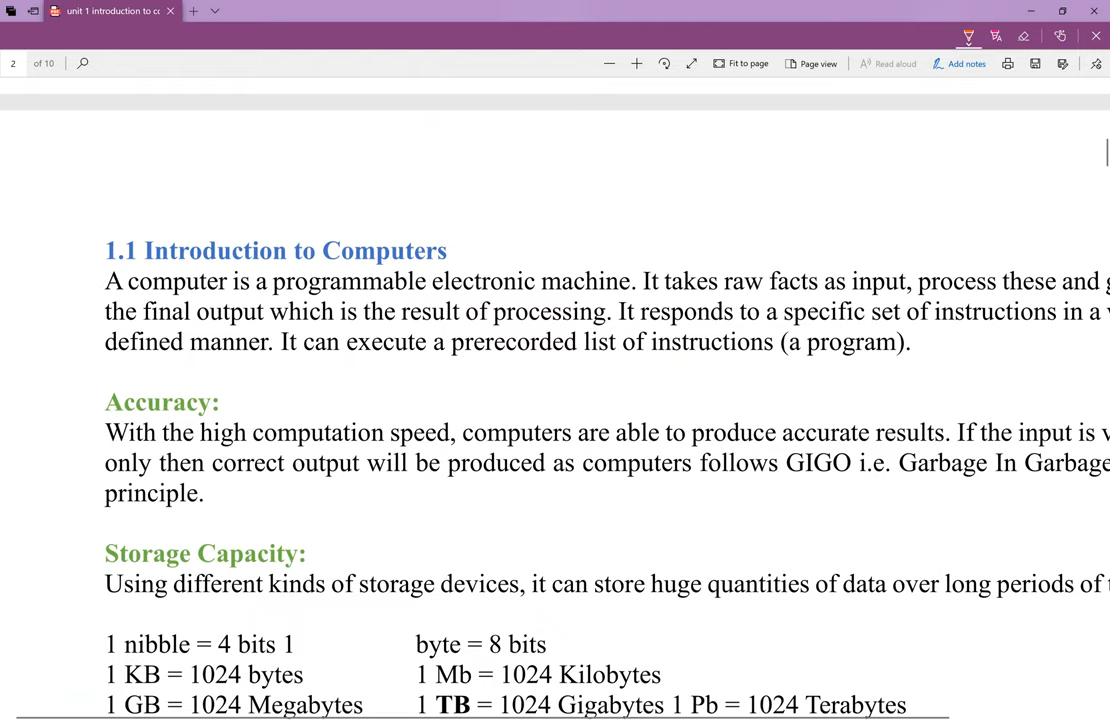 unit 1 introduction to cc
2 of 10 Fit to page Page view Read aloud Add notes
1.1 Introduction to Computers
A computer is a programmable electronic machine. It takes raw facts as input, process these and
the final output which is the result of processing. It responds to a specific set of instructions in a
defined manner. It can execute a prerecorded list of instructions (a program).
Accuracy:
With the high computation speed, computers are able to produce accurate results. If the input is
only then correct output will be produced as computers follows GIGO i.e. Garbage In Garbage
principle.
Storage Capacity:
Using different kinds of storage devices, it can store huge quantities of data over long periods of
1 nibble = 4 bits 1 byte = 8 bits
1 KB = 1024 bytes 1 Mb = 1024 Kilobytes
1 GB = 1024 Megabytes 1 TB = 1024 Gigabytes 1 Pb = 1024 Terabytes